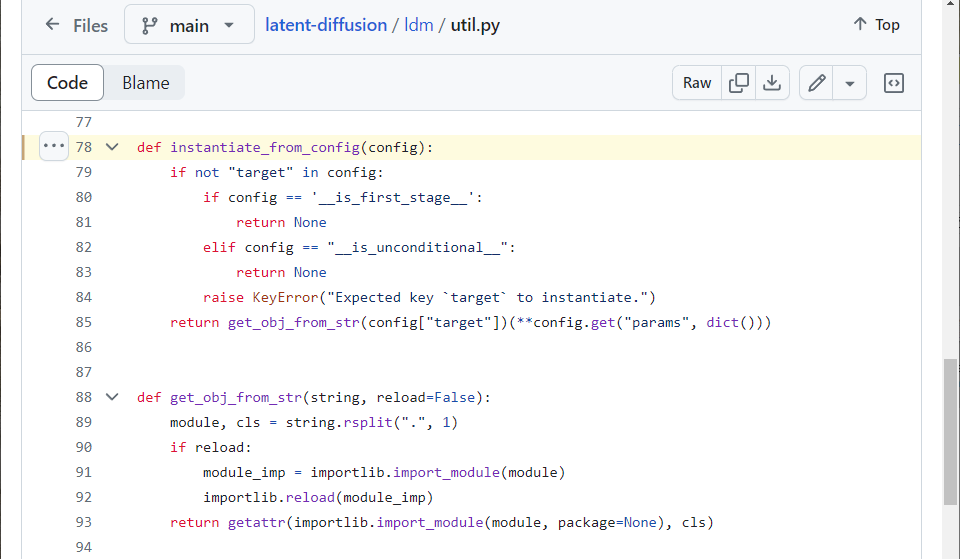 Files main latent-diffusion / ldm / util.py Top
Code Blame Raw
77
78 def instantiate_from_config(config):
79     if not "target" in config:
80         if config == '__is_first_stage__':
81             return None
82         elif config == "__is_unconditional__":
83             return None
84         raise KeyError("Expected key `target` to instantiate.")
85     return get_obj_from_str(config["target"])(**config.get("params", dict()))
86
87
88 def get_obj_from_str(string, reload=False):
89     module, cls = string.rsplit(".", 1)
90     if reload:
91         module_imp = importlib.import_module(module)
92         importlib.reload(module_imp)
93     return getattr(importlib.import_module(module, package=None), cls)
94